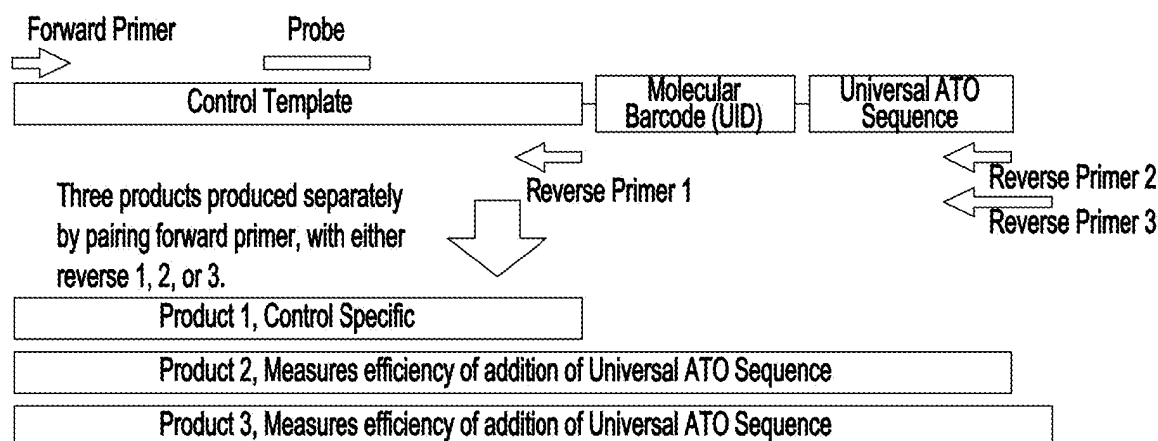 Forward Primer
Probe
Control Template
Molecular
Barcode (UID)
Universal ATO
Sequence
Reverse Primer 1
Reverse Primer 2
Reverse Primer 3
Three products produced separately
by pairing forward primer, with either
reverse 1, 2, or 3.
Product 1, Control Specific
Product 2, Measures efficiency of addition of Universal ATO Sequence
Product 3, Measures efficiency of addition of Universal ATO Sequence